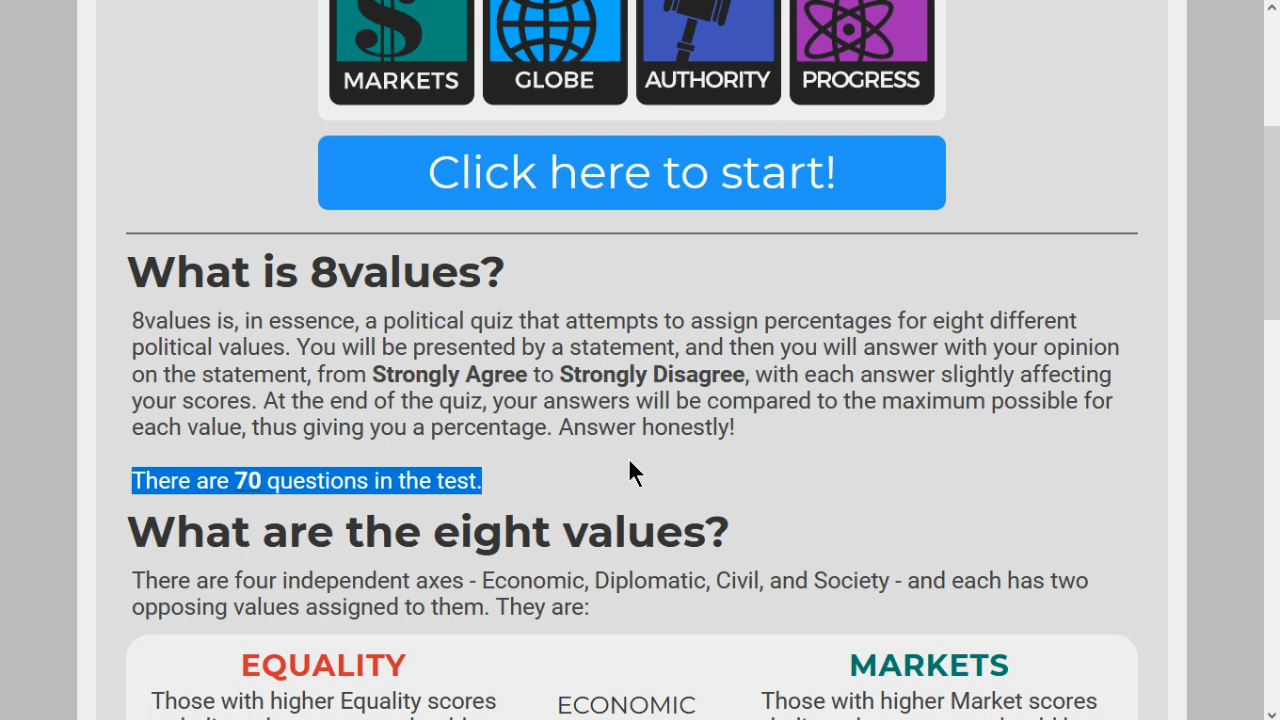 MARKETS GLOBE AUTHORITY PROGRESS
Click here to start!
What is 8values?
8values is, in essence, a political quiz that attempts to assign percentages for eight different
political values. You will be presented by a statement, and then you will answer with your opinion
on the statement, from Strongly Agree to Strongly Disagree, with each answer slightly affecting
your scores. At the end of the quiz, your answers will be compared to the maximum possible for
each value, thus giving you a percentage. Answer honestly!
There are 70 questions in the test.
What are the eight values?
There are four independent axes - Economic, Diplomatic, Civil, and Society - and each has two
opposing values assigned to them. They are:
EQUALITY MARKETS
Those with higher Equality scores ECONOMIC Those with higher Market scores